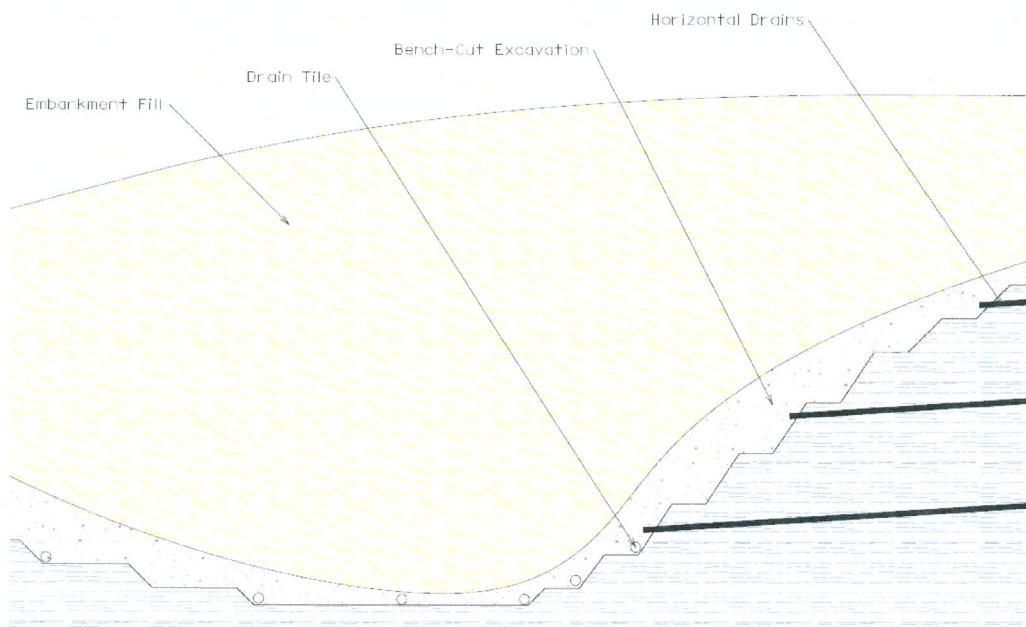 Horizontal Drains
Bench-Cut Excavation
Drain Tile
Embankment Fill